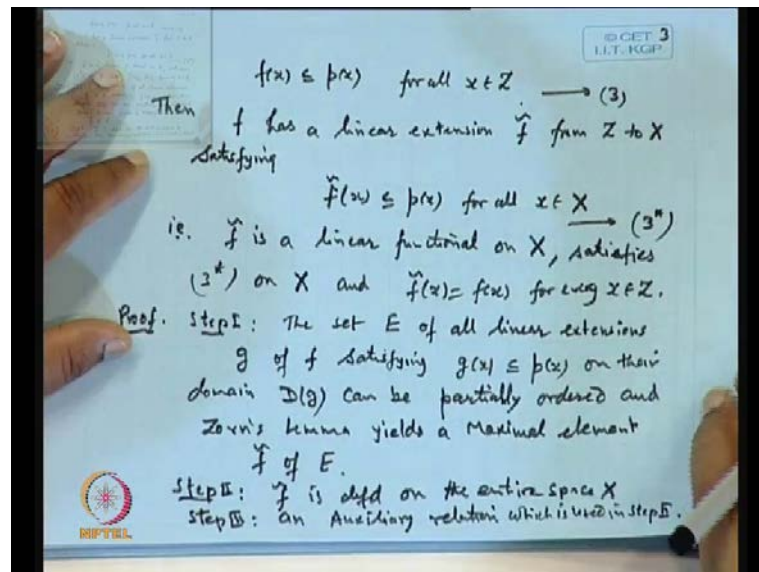 © CET 3
I.I.T. KGP
f(x) ≤ p(x) for all x ∈ Z. ⟶ (3)
Then
f has a linear extension f̃ from Z to X
satisfying
f̃(x) ≤ p(x) for all x ∈ X ⟶ (3*)
i.e. f̃ is a linear functional on X, satisfies
(3*) on X and f̃(x) = f(x) for every x ∈ Z.
Proof. Step I: The set E of all linear extensions
g of f satisfying g(x) ≤ p(x) on their
domain D(g) can be partially ordered and
Zorn's lemma yields a maximal element
f̃ of E.
Step II: f̃ is defd on the entire space X
Step III: an Auxiliary relation which is used in step II.
NPTEL